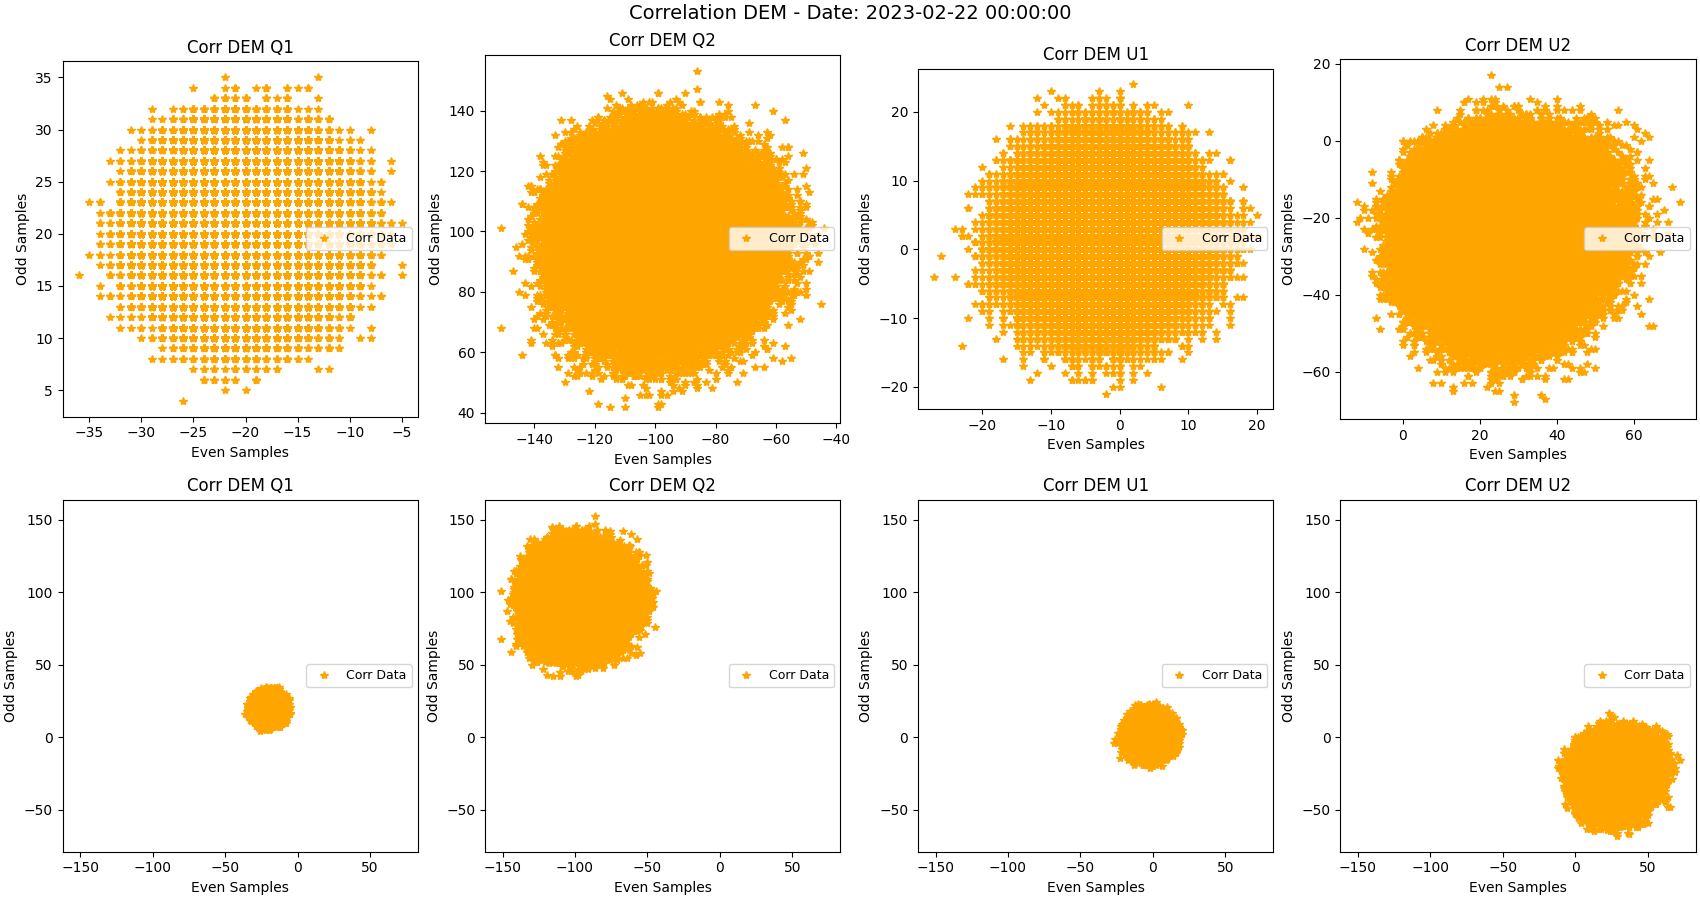 Correlation DEM - Date: 2023-02-22 00:00:00
Corr DEM Q1
Odd Samples
35
30
25
20
15
10
5
Corr Data
−35 −30 −25 −20 −15 −10 −5
Even Samples
Corr DEM Q2
Odd Samples
140
120
100
80
60
40
Corr Data
−140 −120 −100 −80 −60 −40
Even Samples
Corr DEM U1
Odd Samples
20
10
0
−10
−20
Corr Data
−20 −10 0 10 20
Even Samples
Corr DEM U2
Odd Samples
20
0
−20
−40
−60
Corr Data
0 20 40 60
Even Samples
Corr DEM Q1
Odd Samples
150
100
50
0
−50
Corr Data
−150 −100 −50 0 50
Even Samples
Corr DEM Q2
Odd Samples
150
100
50
0
−50
Corr Data
−150 −100 −50 0 50
Even Samples
Corr DEM U1
Odd Samples
150
100
50
0
−50
Corr Data
−150 −100 −50 0 50
Even Samples
Corr DEM U2
Odd Samples
150
100
50
0
−50
Corr Data
−150 −100 −50 0 50
Even Samples